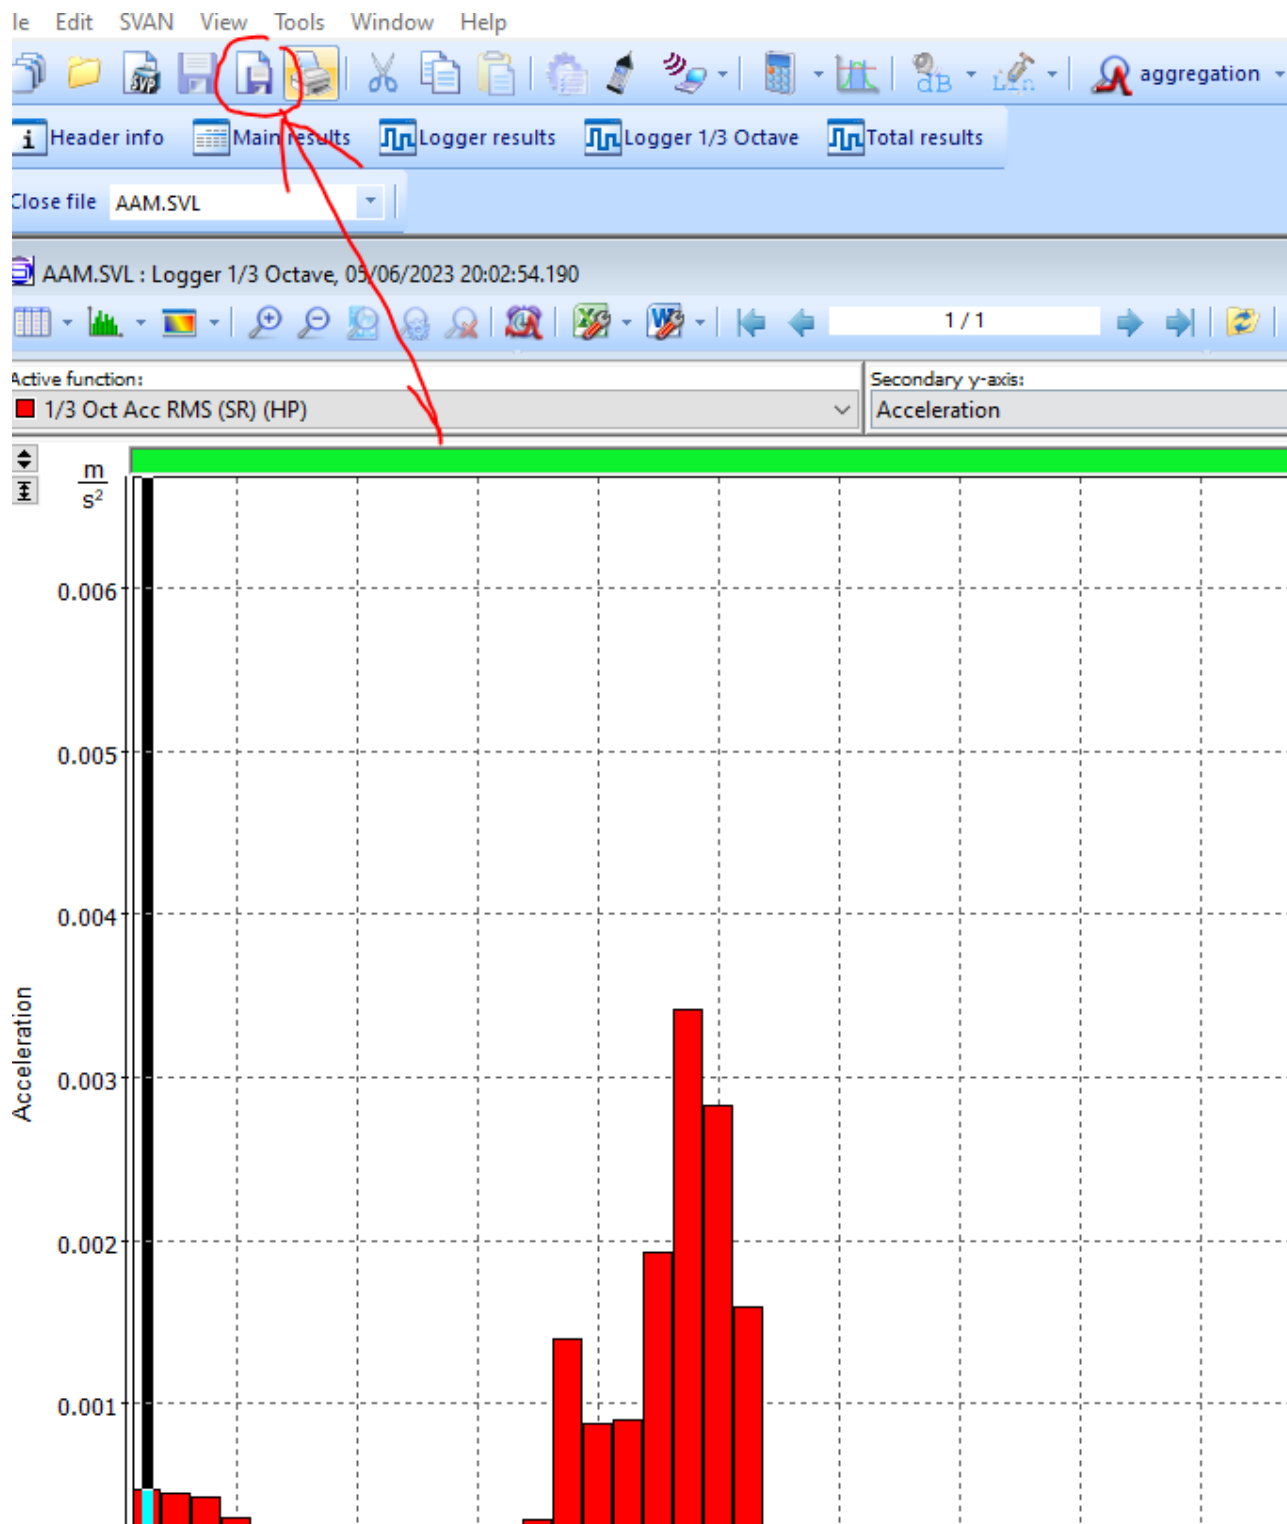 le Edit SVAN View Tools Window Help
svp dB Lin aggregation
i Header info Main results Logger results Logger 1/3 Octave Total results
Close file AAM.SVL
AAM.SVL : Logger 1/3 Octave, 05/06/2023 20:02:54.190
1 / 1
Active function: Secondary y-axis:
1/3 Oct Acc RMS (SR) (HP) Acceleration
m
s²
0.006
0.005
0.004
Acceleration
0.003
0.002
0.001